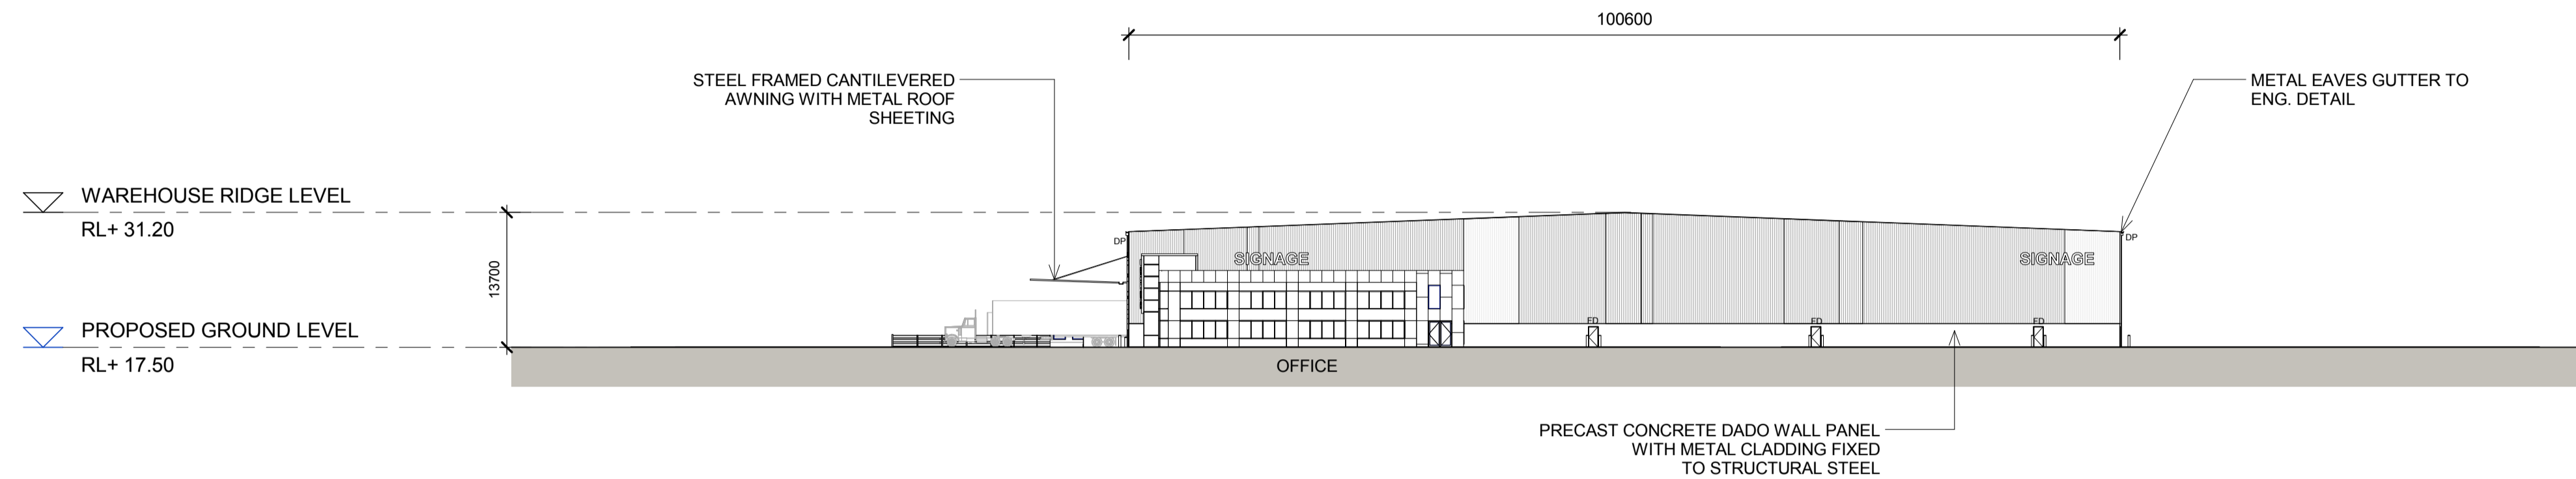 100600
STEEL FRAMED CANTILEVERED
AWNING WITH METAL ROOF
SHEETING
METAL EAVES GUTTER TO
ENG. DETAIL
WAREHOUSE RIDGE LEVEL
RL+ 31.20
13700
DP
DP
SIGNAGE
SIGNAGE
PROPOSED GROUND LEVEL
RL+ 17.50
FD
FD
FD
OFFICE
PRECAST CONCRETE DADO WALL PANEL
WITH METAL CLADDING FIXED
TO STRUCTURAL STEEL